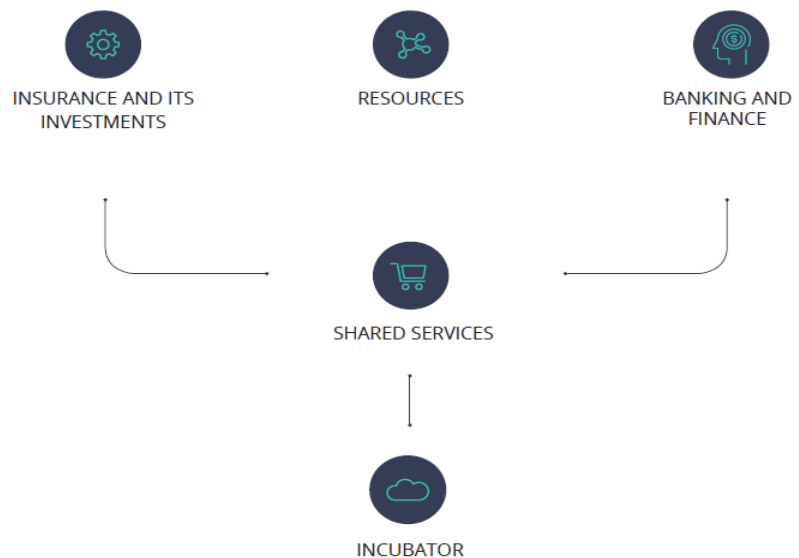 INSURANCE AND ITS
INVESTMENTS
RESOURCES
BANKING AND
FINANCE
$
SHARED SERVICES
INCUBATOR